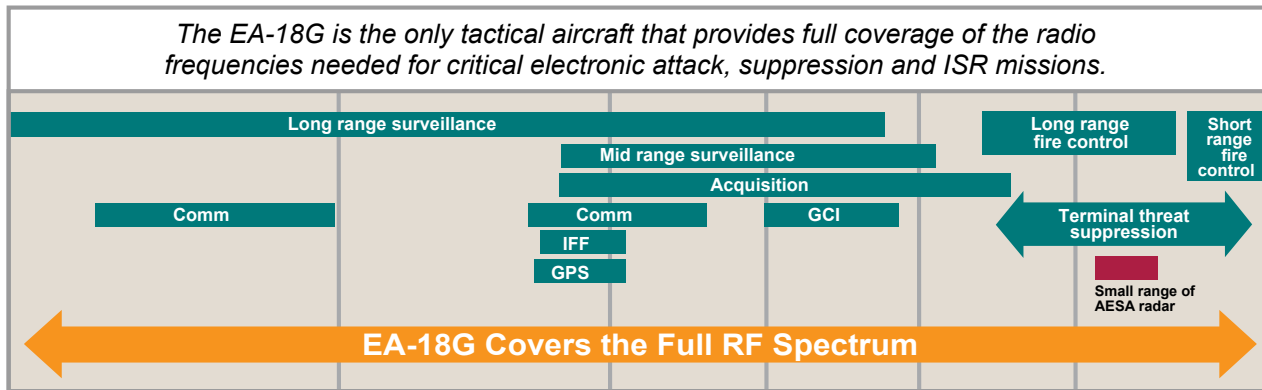 The EA-18G is the only tactical aircraft that provides full coverage of the radio
frequencies needed for critical electronic attack, suppression and ISR missions.
Long range surveillance
Long range
fire control
Short
range
fire
control
Mid range surveillance
Acquisition
Comm
Comm
GCI
Terminal threat
suppression
IFF
GPS
Small range of
AESA radar
EA-18G Covers the Full RF Spectrum